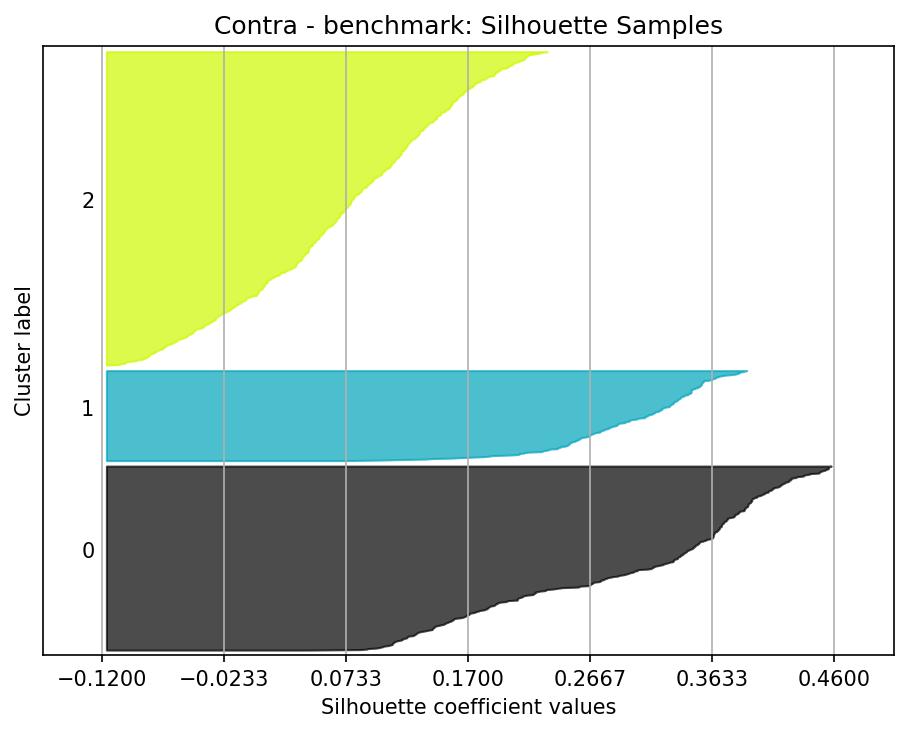 Contra - benchmark: Silhouette Samples
Cluster label
2
1
0
−0.1200 −0.0233 0.0733 0.1700 0.2667 0.3633 0.4600
Silhouette coefficient values